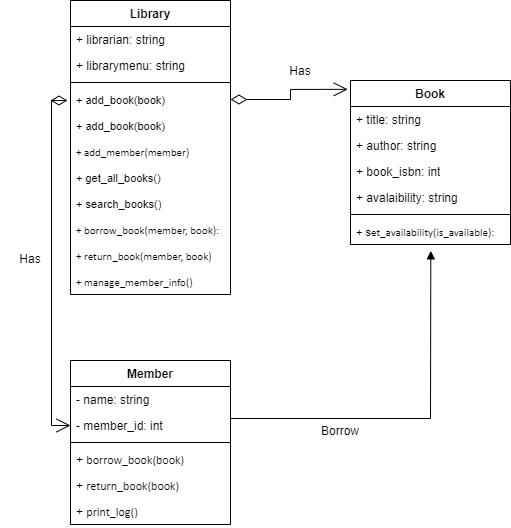 Library
+ librarian: string
+ librarymenu: string
+ add_book(book)
+ add_book(book)
+ add_member(member)
+ get_all_books()
+ search_books()
+ borrow_book(member, book):
+ return_book(member, book)
+ manage_member_info()
Has
Book
+ title: string
+ author: string
+ book_isbn: int
+ avalaibility: string
+ set_availability(is_available):
Has
Member
- name: string
- member_id: int
+ borrow_book(book)
+ return_book(book)
+ print_log()
Borrow